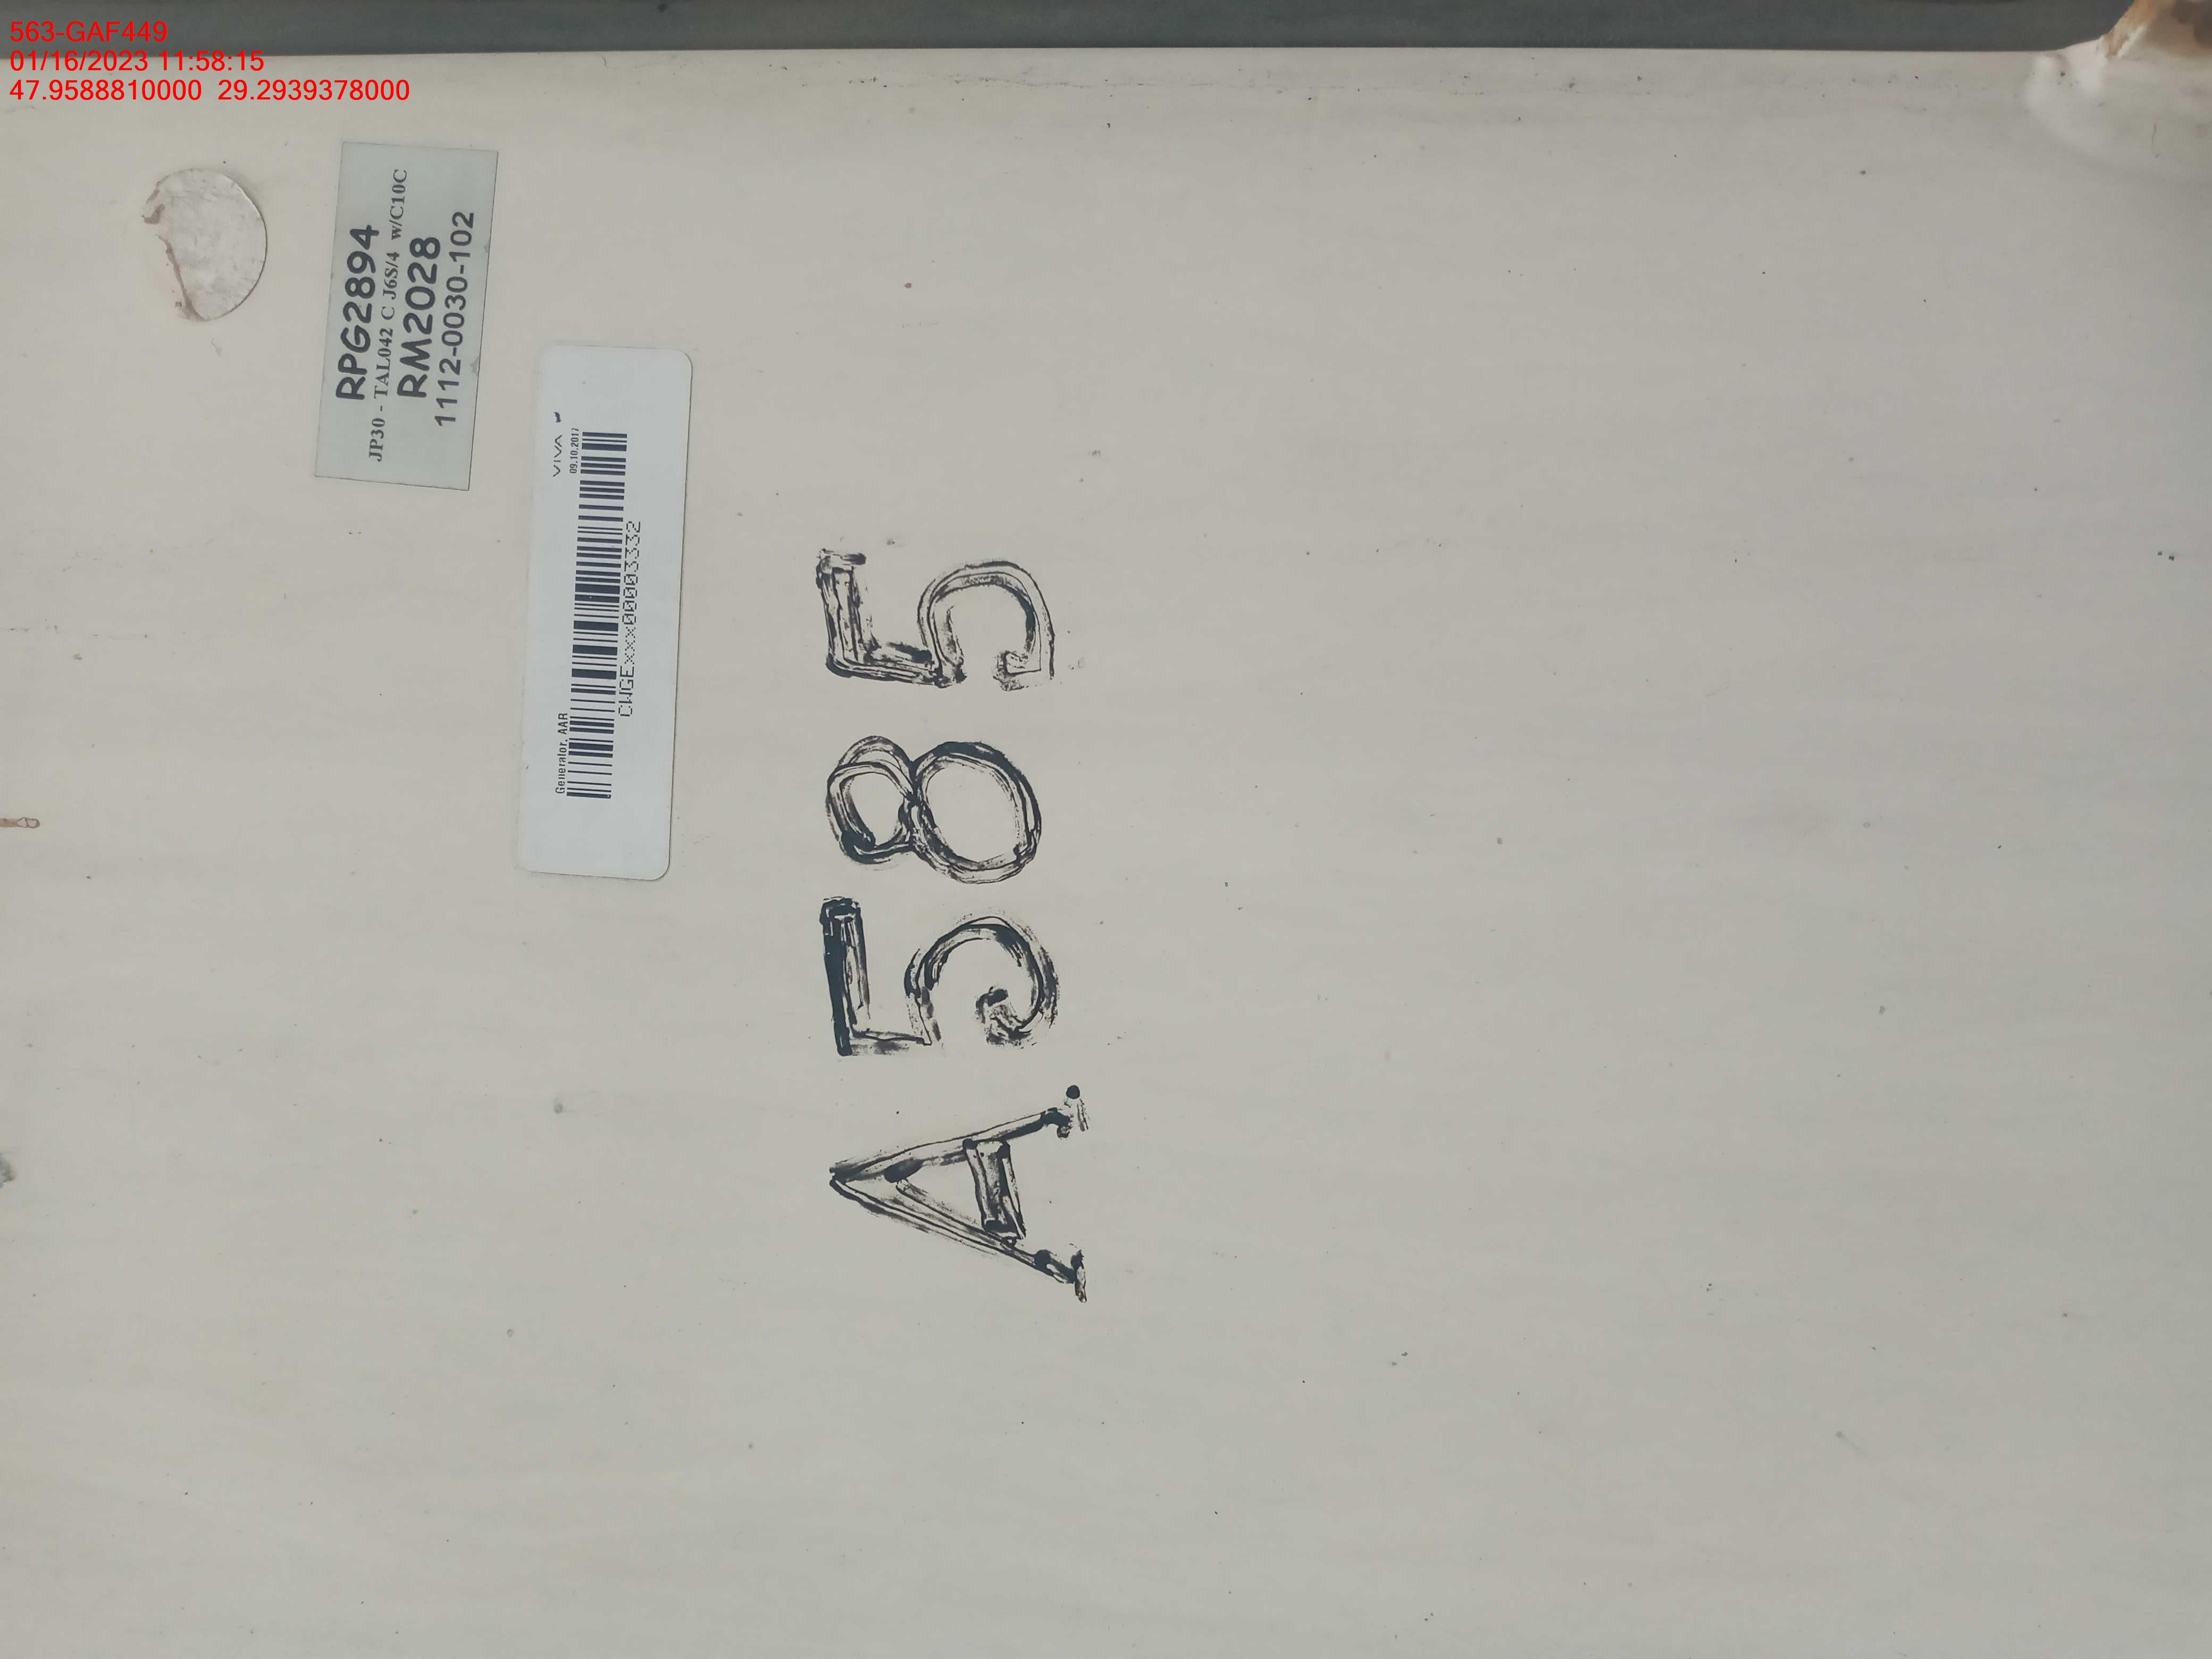 563-GAF449
01/16/2023 11:58:15
47.9588810000 29.2939378000
RPG2894
JP30 - TAL042 C J6S/4 w/C10C
RM2028
1112-0030-102
VIVA
Generator, AAR 09.10.2017
CWGExxx00003332
A585